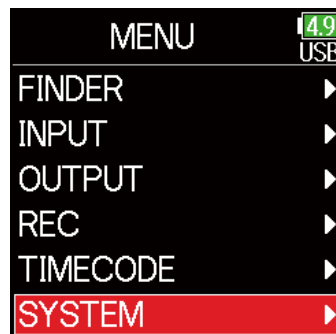 MENU
4.9
USB
FINDER
INPUT
OUTPUT
REC
TIMECODE
SYSTEM